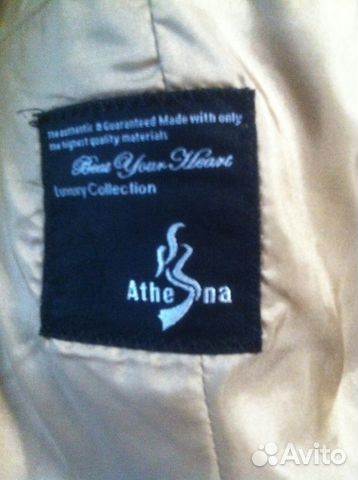 The authentic & Guaranteed Made with only
the highest quality materials
Beat Your Heart
Luxury Collection
Athena
Avito